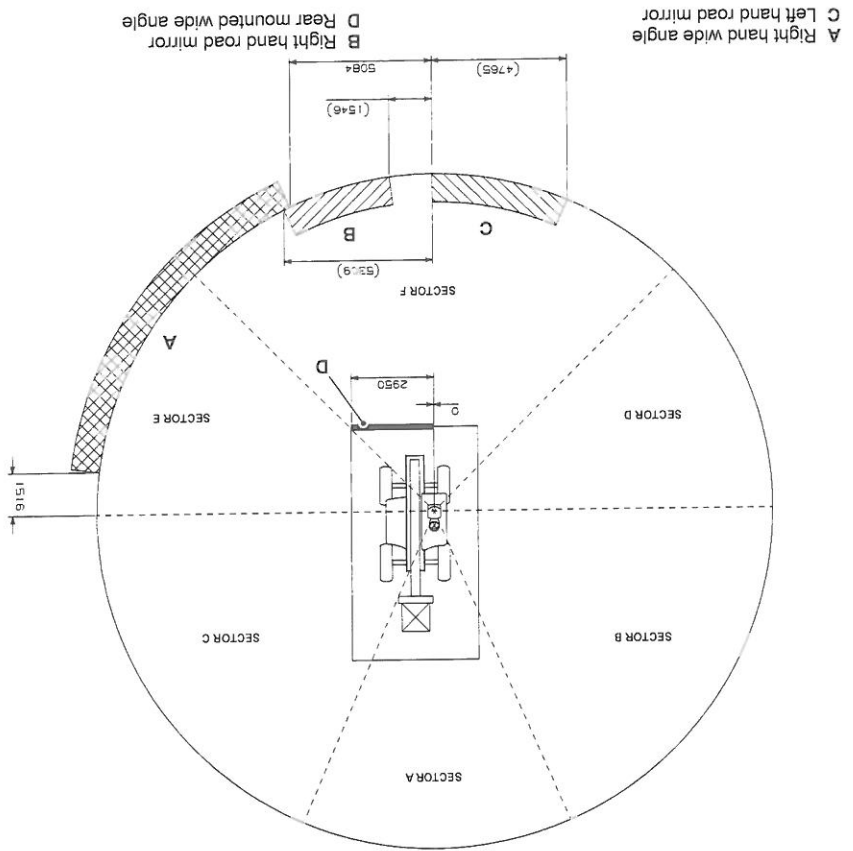 SECTOR A
SECTOR B
SECTOR C
1516
SECTOR D
SECTOR E
0
2950
D
A
SECTOR F
(5309)
C
B
(1546)
(4765)
5084
A Right hand wide angle
C Left hand road mirror
B Right hand road mirror
D Rear mounted wide angle